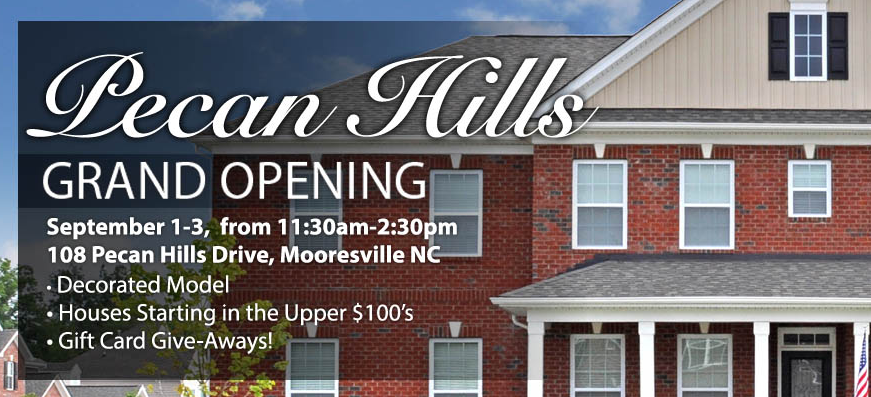 Pecan Hills
GRAND OPENING
September 1-3, from 11:30am-2:30pm
108 Pecan Hills Drive, Mooresville NC
• Decorated Model
• Houses Starting in the Upper $100's
• Gift Card Give-Aways!